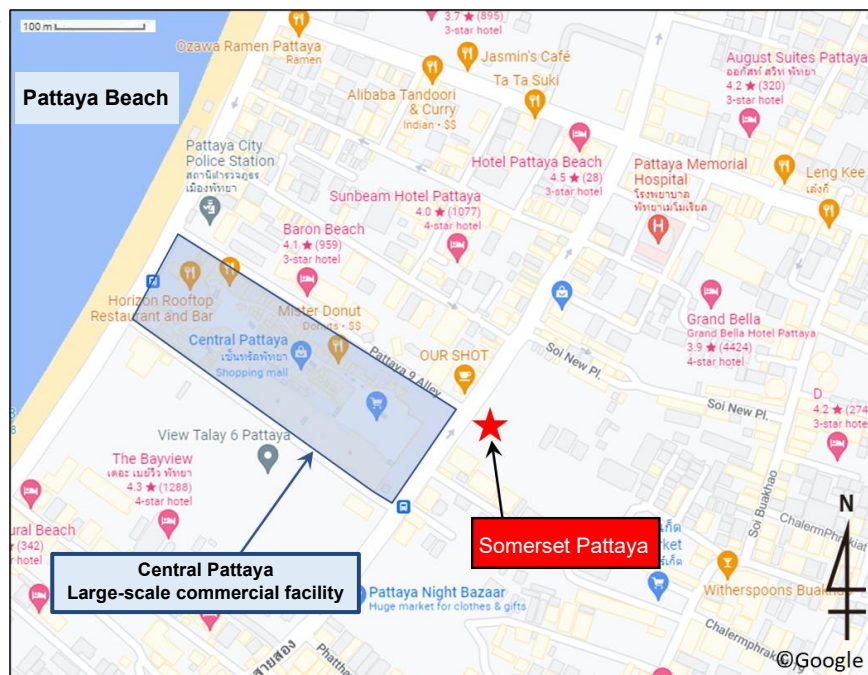 100 m
3.7 ★ (895)
3-star hotel
Ozawa Ramen Pattaya
Ramen
Jasmin's Café
Ta Ta Suki
Alibaba Tandoori
& Curry
Indian • $$
August Suites Pattaya
ออกัสท์ สวีท พัทยา
4.2 ★ (320)
3-star hotel
Pattaya Beach
Pattaya City
Police Station
สถานีตำรวจภูธร
เมืองพัทยา
Hotel Pattaya Beach
4.5 ★ (28)
3-star hotel
Pattaya Memorial
Hospital
โรงพยาบาล
พัทยาเมโมเรียล
Leng Kee
เล้งกี่
Sunbeam Hotel Pattaya
4.0 ★ (1077)
4-star hotel
Baron Beach
4.1 ★ (959)
3-star hotel
Horizon Rooftop
Restaurant and Bar
Mister Donut
Donuts • $$
Central Pattaya
เซ็นทรัลพัทยา
Shopping mall
Pattaya 9 Alley
OUR SHOT
Grand Bella
Grand Bella Hotel Pattaya
3.9 ★ (4424)
4-star hotel
Soi New Pl.
Soi New Pl.
D
4.2 ★ (274
3-star hotel
View Talay 6 Pattaya
The Bayview
เดอะ เบย์วิว พัทยา
4.3 ★ (1288)
4-star hotel
Soi Buakhao
ural Beach
★ (342)
hotel
N
Somerset Pattaya
rket
Central Pattaya
Large-scale commercial facility
Witherspoons Buakhao
Pattaya Night Bazaar
Huge market for clothes & gifts
สายสอง
©Google